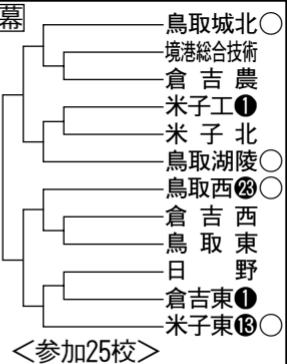 幕
鳥取城北○
境港総合技術
倉吉農
米子工❶
米子北
鳥取湖陵○
鳥取西㉓○
倉吉西
鳥取東
日野
倉吉東❶
米子東⓭○
＜参加25校＞